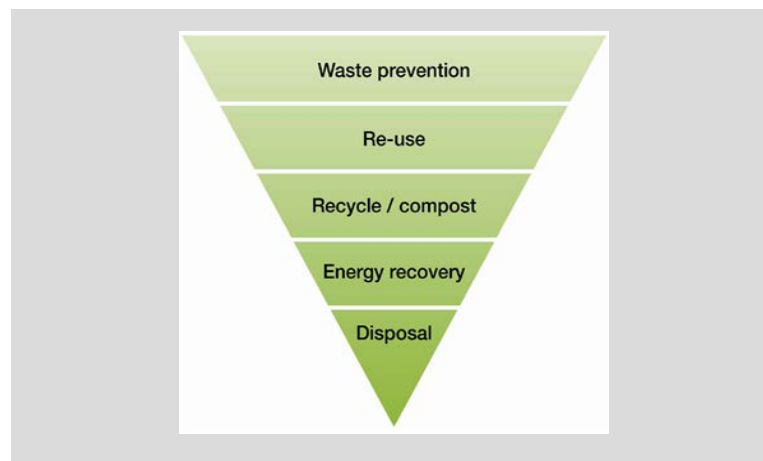 Waste prevention
Re-use
Recycle / compost
Energy recovery
Disposal